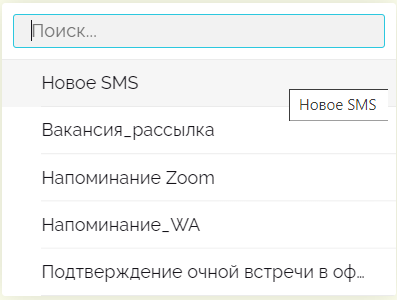 Поиск...
Новое SMS
Новое SMS
Вакансия_рассылка
Напоминание Zoom
Напоминание_WA
Подтверждение очной встречи в оф...